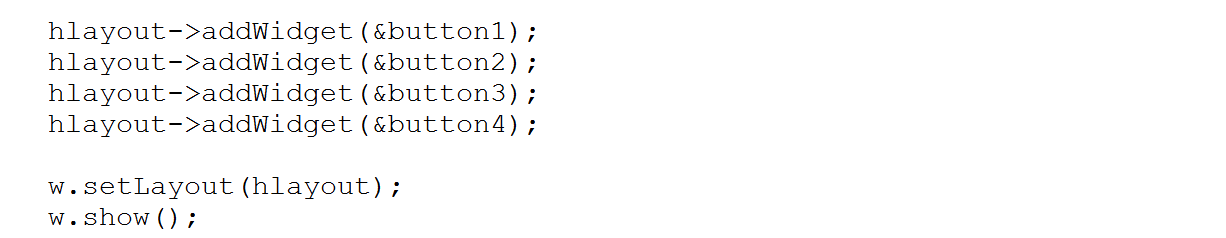 hlayout->addWidget(&button1);
hlayout->addWidget(&button2);
hlayout->addWidget(&button3);
hlayout->addWidget(&button4);
w.setLayout(hlayout);
w.show();